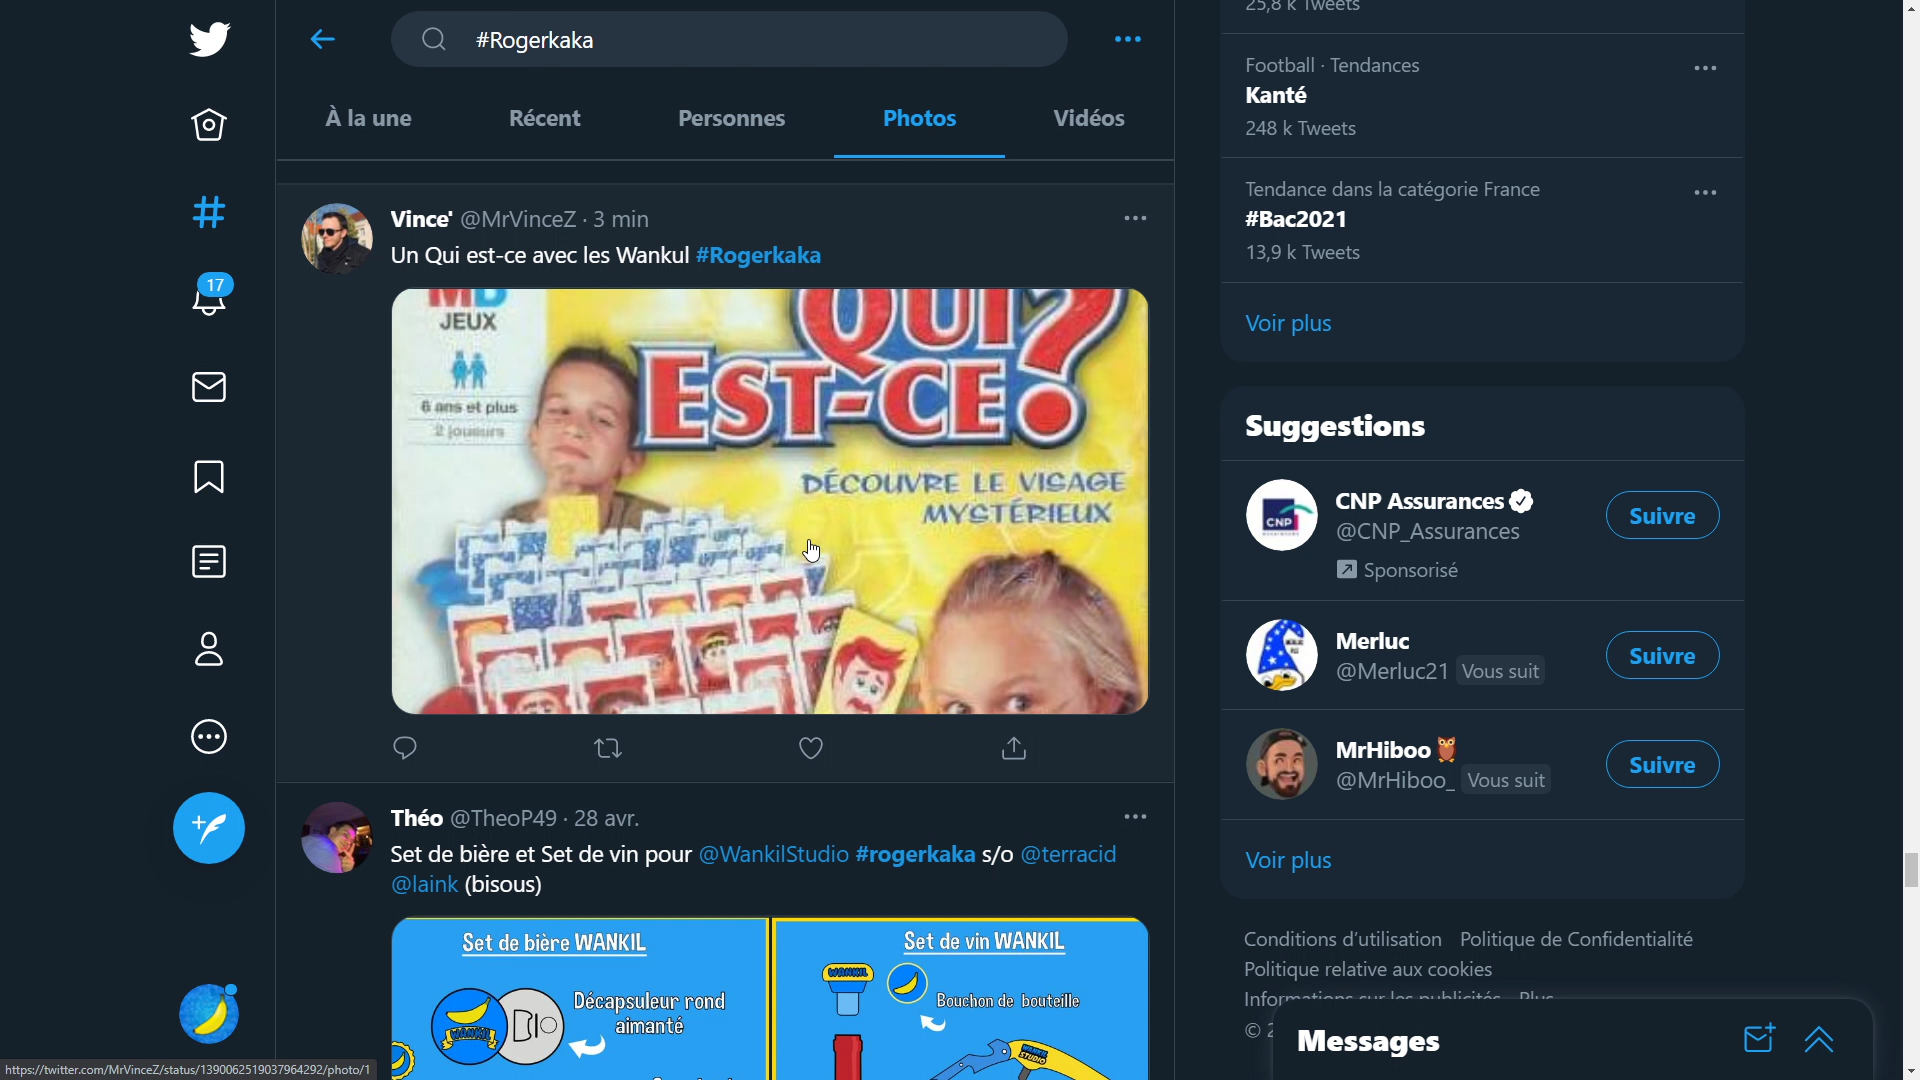 #Rogerkaka
À la une
Récent
Personnes
Photos
Vidéos
17
Vince' @MrVinceZ · 3 min
Un Qui est-ce avec les Wankul #Rogerkaka
MB
JEUX
6 ans et plus
2 joueurs
QUI
EST-CE?
DÉCOUVRE LE VISAGE
MYSTÉRIEUX
Théo @TheoP49 · 28 avr.
Set de bière et Set de vin pour @WankilStudio #rogerkaka s/o @terracid
@laink (bisous)
Set de bière WANKIL
Décapsuleur rond
aimanté
WANKIL
Set de vin WANKIL
WANKIL
Bouchon de bouteille
WANKIL
STUDIO
25,8 k Tweets
Football · Tendances
Kanté
248 k Tweets
Tendance dans la catégorie France
#Bac2021
13,9 k Tweets
Voir plus
Suggestions
CNP
CNP Assurances
@CNP_Assurances
Suivre
Sponsorisé
Merluc
@Merluc21 Vous suit
Suivre
MrHiboo
@MrHiboo_ Vous suit
Suivre
Voir plus
Conditions d'utilisation Politique de Confidentialité
Politique relative aux cookies
Informations sur les publicités Plus
©
Messages
https://twitter.com/MrVinceZ/status/1390062519037964292/photo/1